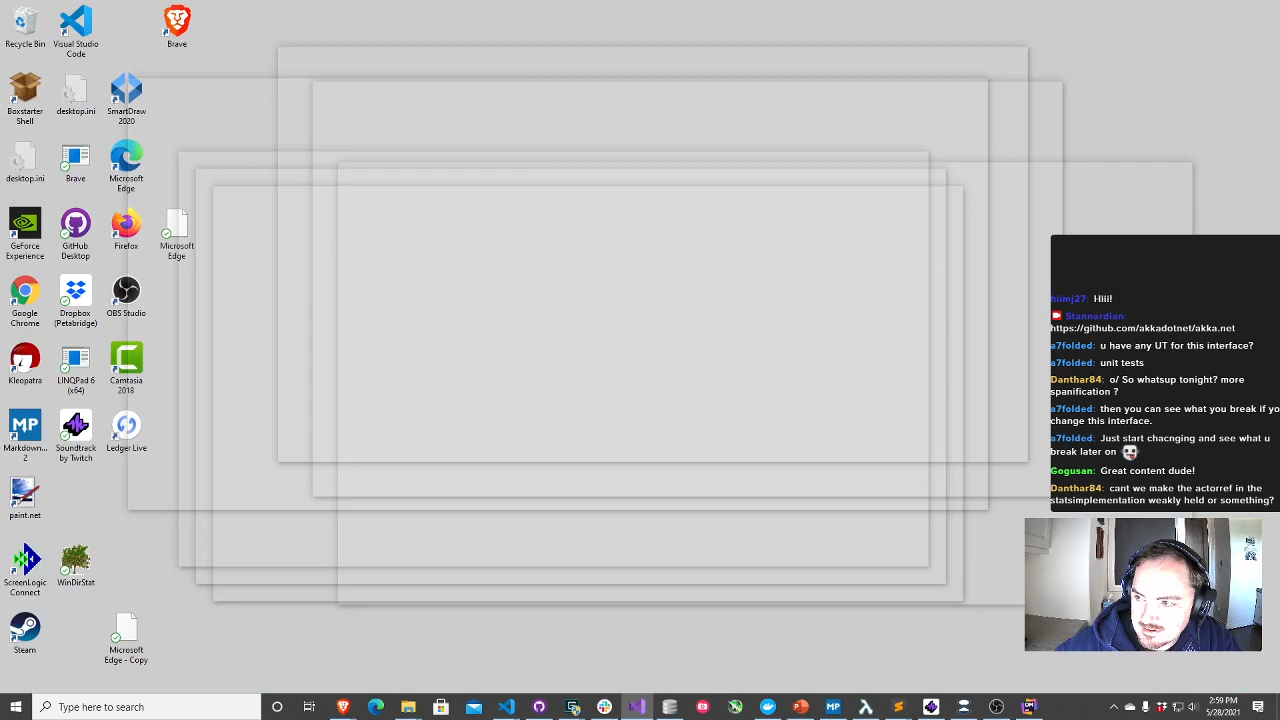 Recycle Bin
Visual Studio
Code
Brave
Boxstarter
Shell
desktop.ini
SmartDraw
2020
desktop.ini
Brave
Microsoft
Edge
GeForce
Experience
GitHub
Desktop
Firefox
Microsoft
Edge
Google
Chrome
Dropbox
(Petabridge)
OBS Studio
Kleopatra
LINQPad 6
(x64)
Camtasia
2018
MP
Markdown...
2
Soundtrack
by Twitch
Ledger Live
paint.net
ScreenLogic
Connect
WinDirStat
Steam
Microsoft
Edge - Copy
hiimj27: Hiii!
Stannardian:
https://github.com/akkadotnet/akka.net
a7folded: u have any UT for this interface?
a7folded: unit tests
Danthar84: o/ So whatsup tonight? more
spanification ?
a7folded: then you can see what you break if yo
change this interface.
a7folded: Just start chacnging and see what u
break later on
Gogusan: Great content dude!
Danthar84: cant we make the actorref in the
statsimplementation weakly held or something?
Type here to search
MP
2:59 PM
5/28/2021